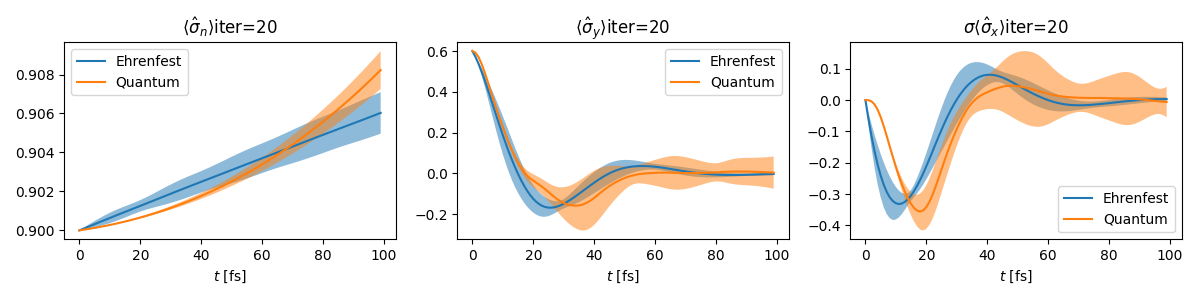 ⟨σ̂ₙ⟩iter=20
Ehrenfest
Quantum
0.908
0.906
0.904
0.902
0.900
0 20 40 60 80 100
t [fs]
⟨σ̂ᵧ⟩iter=20
Ehrenfest
Quantum
0.6
0.4
0.2
0.0
−0.2
0 20 40 60 80 100
t [fs]
σ⟨σ̂ₓ⟩iter=20
0.1
0.0
−0.1
−0.2
−0.3
−0.4
Ehrenfest
Quantum
0 20 40 60 80 100
t [fs]